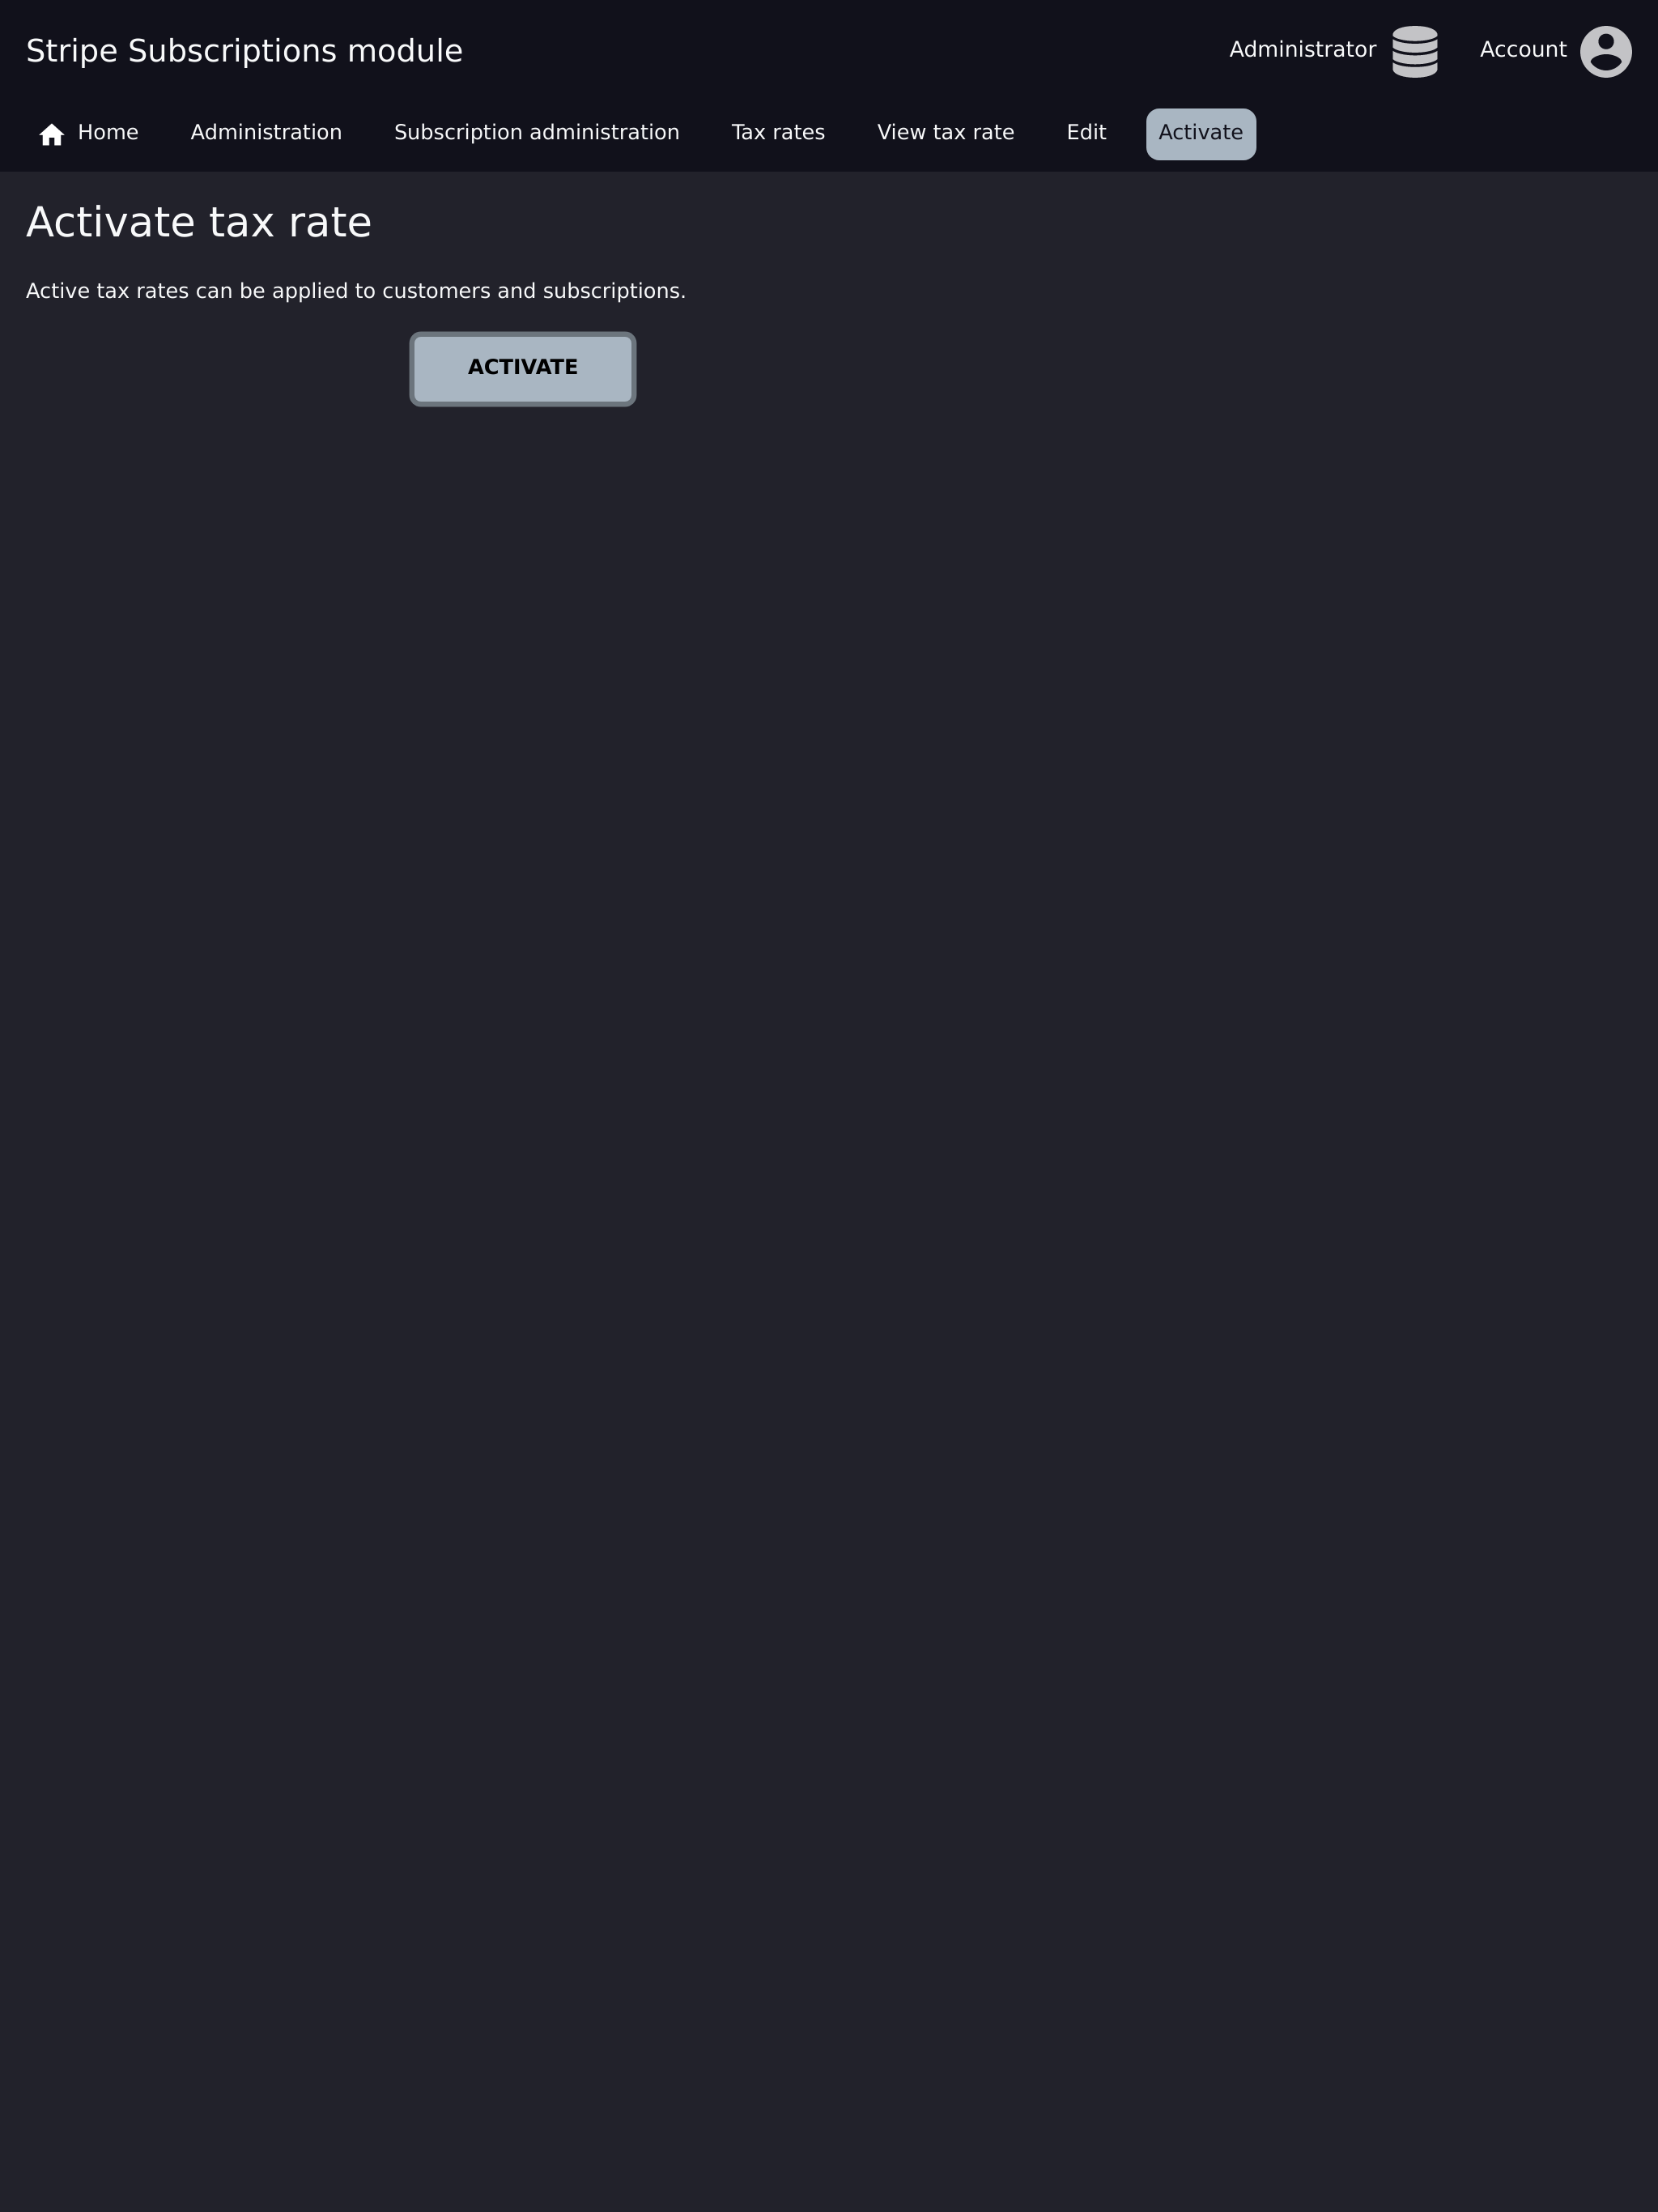 Stripe Subscriptions module
Administrator
Account
Home Administration Subscription administration Tax rates View tax rate Edit Activate
Activate tax rate
Active tax rates can be applied to customers and subscriptions.
ACTIVATE